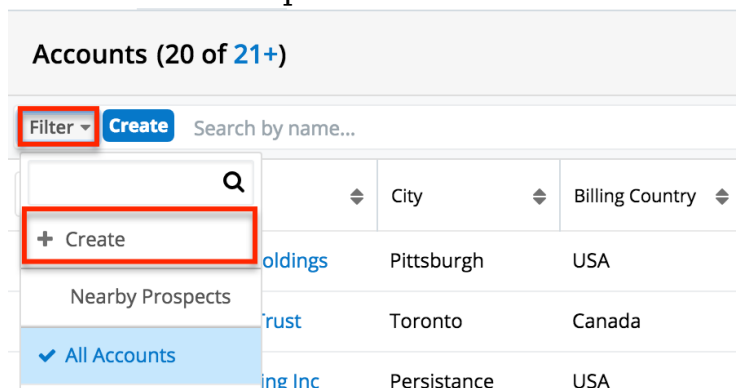 Accounts (20 of 21+)
Filter Create Search by name...
City Billing Country
+ Create
oldings Pittsburgh USA
Nearby Prospects
Trust Toronto Canada
All Accounts
ing Inc Persistance USA